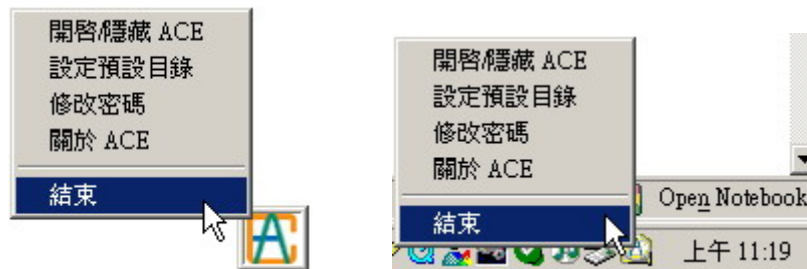 開啓/隱藏 ACE
設定預設目錄
修改密碼
關於 ACE
結束
開啓/隱藏 ACE
設定預設目錄
修改密碼
關於 ACE
結束
Open Notebook
上午 11:19